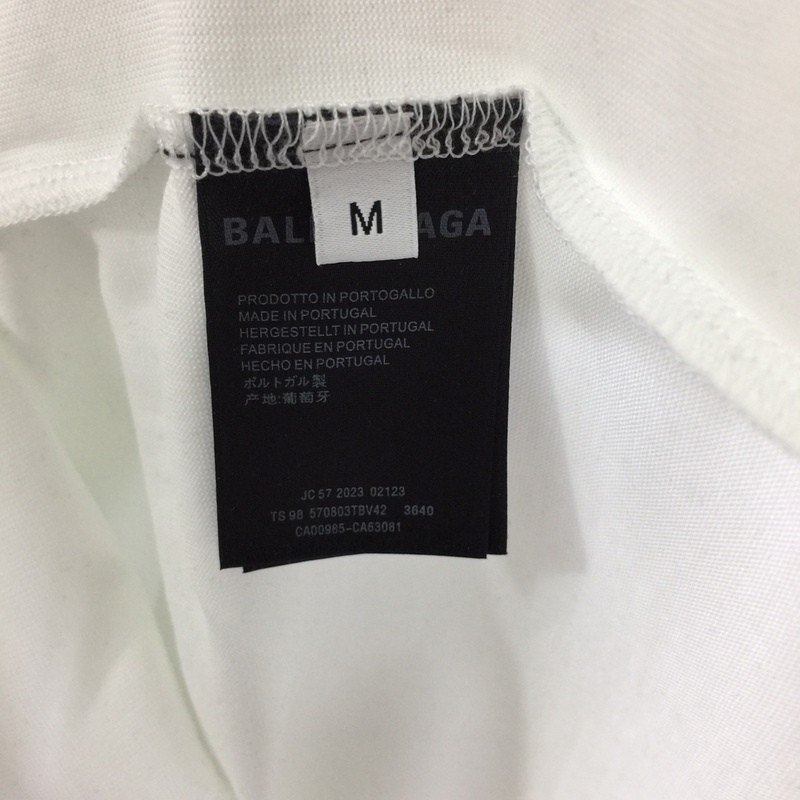 M
BAL AGA
PRODOTTO IN PORTOGALLO
MADE IN PORTUGAL
HERGESTELLT IN PORTUGAL
FABRIQUE EN PORTUGAL
HECHO EN PORTUGAL
ポルトガル製
产地:葡萄牙
JC 57 2023 02123
TS 98 570803TBV42 3640
CA00985-CA63081